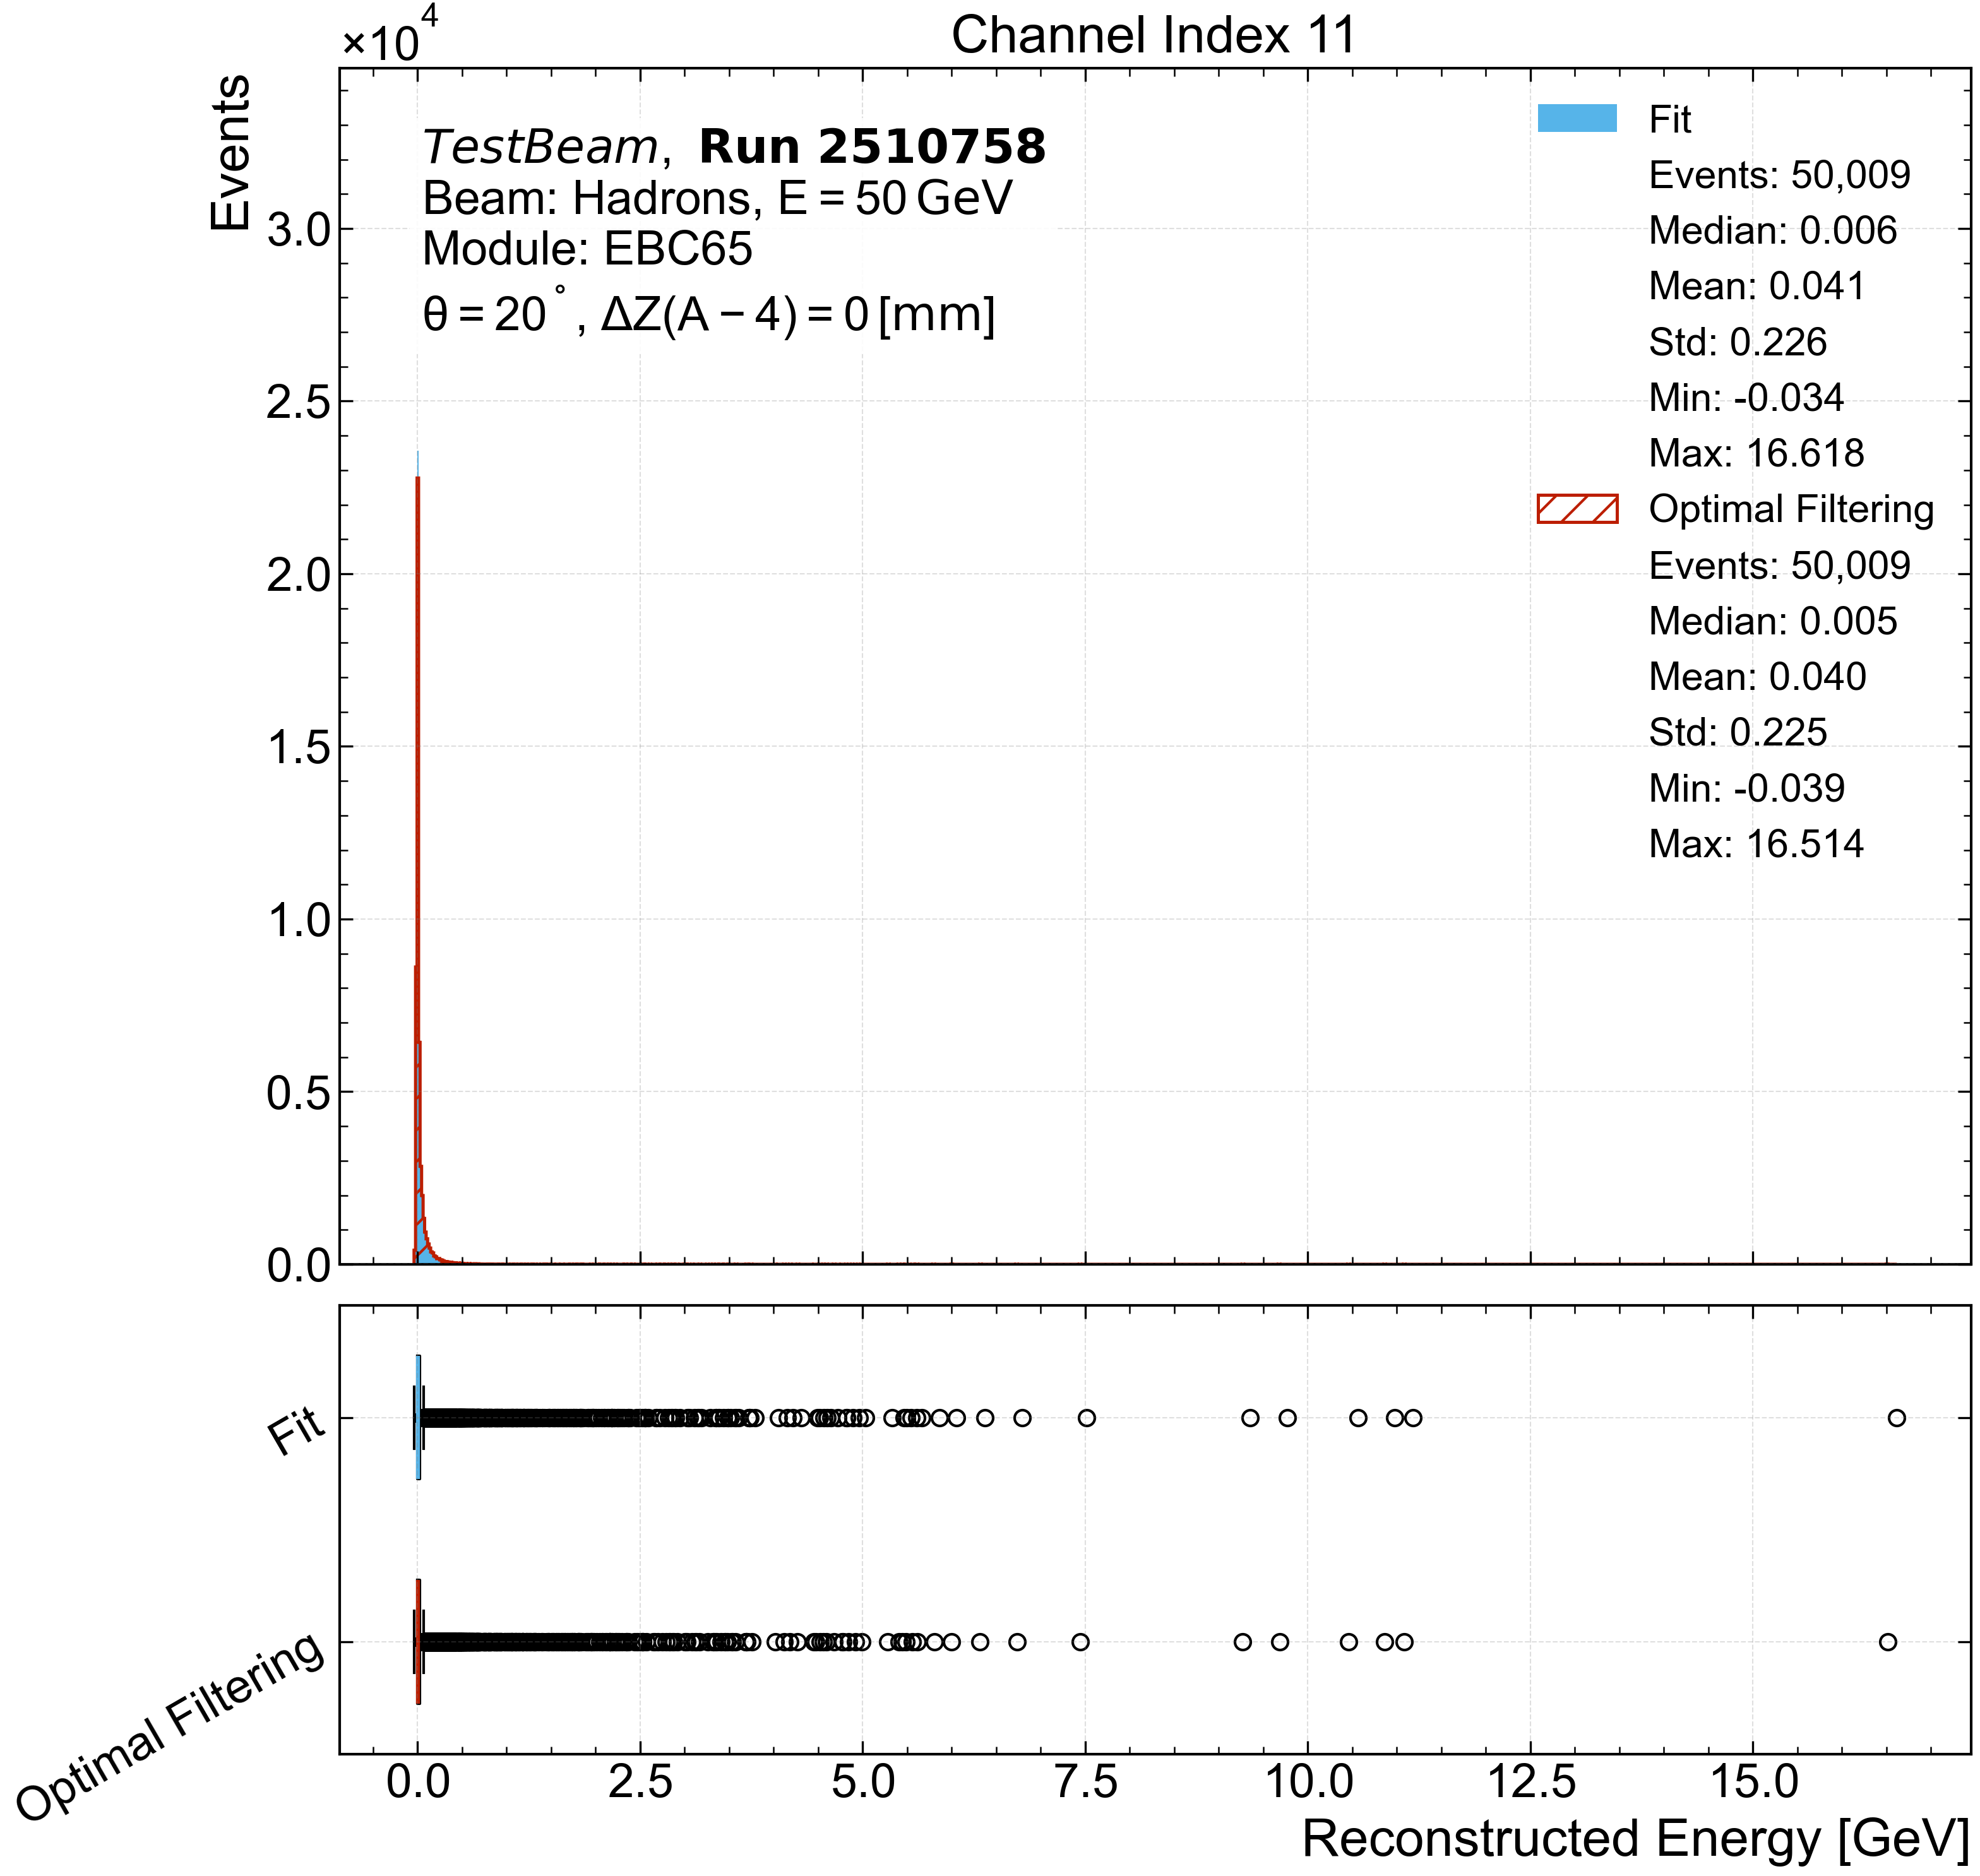 Channel Index 11
×10^4
Events
TestBeam, Run 2510758
Beam: Hadrons, E = 50 GeV
Module: EBC65
θ = 20°, ΔZ(A − 4) = 0 [mm]
Fit
Events: 50,009
Median: 0.006
Mean: 0.041
Std: 0.226
Min: -0.034
Max: 16.618
Optimal Filtering
Events: 50,009
Median: 0.005
Mean: 0.040
Std: 0.225
Min: -0.039
Max: 16.514
3.0
2.5
2.0
1.5
1.0
0.5
0.0
Fit
Optimal Filtering
0.0 2.5 5.0 7.5 10.0 12.5 15.0
Reconstructed Energy [GeV]